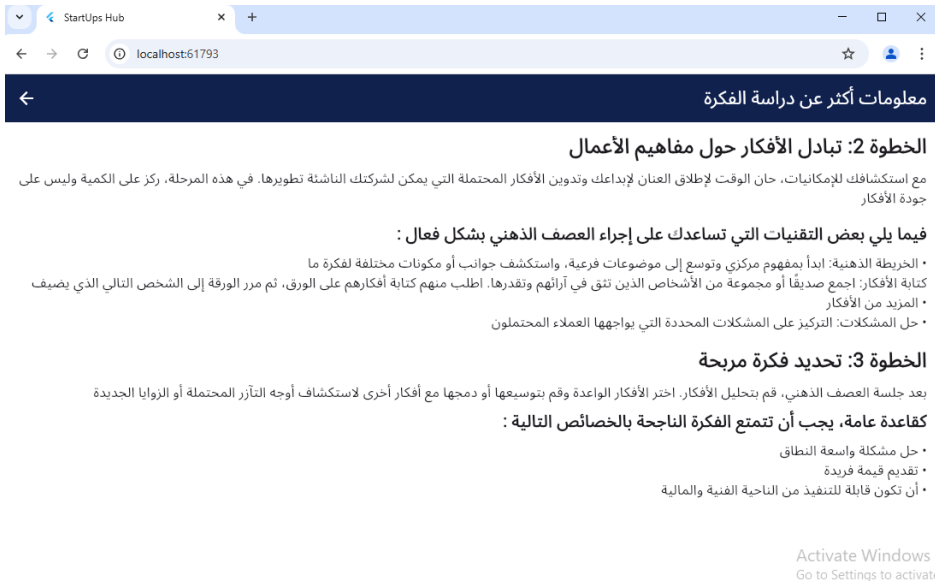 StartUps Hub
localhost:61793
معلومات أكثر عن دراسة الفكرة
الخطوة 2: تبادل الأفكار حول مفاهيم الأعمال
مع استكشافك للإمكانيات، حان الوقت لإطلاق العنان لإبداعك وتدوين الأفكار المحتملة التي يمكن لشركتك الناشئة تطويرها. في هذه المرحلة، ركز على الكمية وليس على
جودة الأفكار
فيما يلي بعض التقنيات التي تساعدك على إجراء العصف الذهني بشكل فعال :
• الخريطة الذهنية: ابدأ بمفهوم مركزي وتوسع إلى موضوعات فرعية، واستكشف جوانب أو مكونات مختلفة لفكرة ما
كتابة الأفكار: اجمع صديقًا أو مجموعة من الأشخاص الذين تثق في آرائهم وتقدرها. اطلب منهم كتابة أفكارهم على الورق، ثم مرر الورقة إلى الشخص التالي الذي يضيف
• المزيد من الأفكار
• حل المشكلات: التركيز على المشكلات المحددة التي يواجهها العملاء المحتملون
الخطوة 3: تحديد فكرة مربحة
بعد جلسة العصف الذهني، قم بتحليل الأفكار. اختر الأفكار الواعدة وقم بتوسيعها أو دمجها مع أفكار أخرى لاستكشاف أوجه التآزر المحتملة أو الزوايا الجديدة
كقاعدة عامة، يجب أن تتمتع الفكرة الناجحة بالخصائص التالية :
• حل مشكلة واسعة النطاق
• تقديم قيمة فريدة
• أن تكون قابلة للتنفيذ من الناحية الفنية والمالية
Activate Windows
Go to Settings to activate